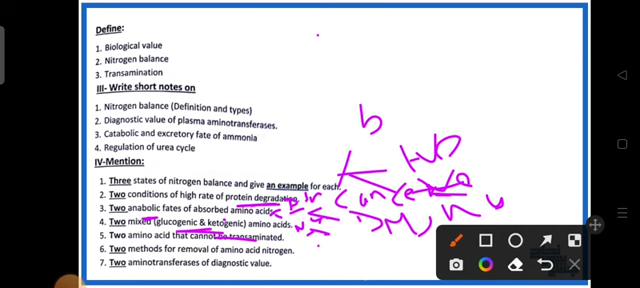 Define:
1. Biological value
2. Nitrogen balance
3. Transamination
III- Write short notes on
1. Nitrogen balance (Definition and types)
2. Diagnostic value of plasma aminotransferases.
3. Catabolic and excretory fate of ammonia
4. Regulation of urea cycle
IV-Mention:
1. Three states of nitrogen balance and give an example for each.
2. Two conditions of high rate of protein degradation.
3. Two anabolic fates of absorbed amino acids.
4. Two mixed (glucogenic & ketogenic) amino acids.
5. Two amino acid that cannot be transaminated.
6. Two methods for removal of amino acid nitrogen.
7. Two aminotransferases of diagnostic value.